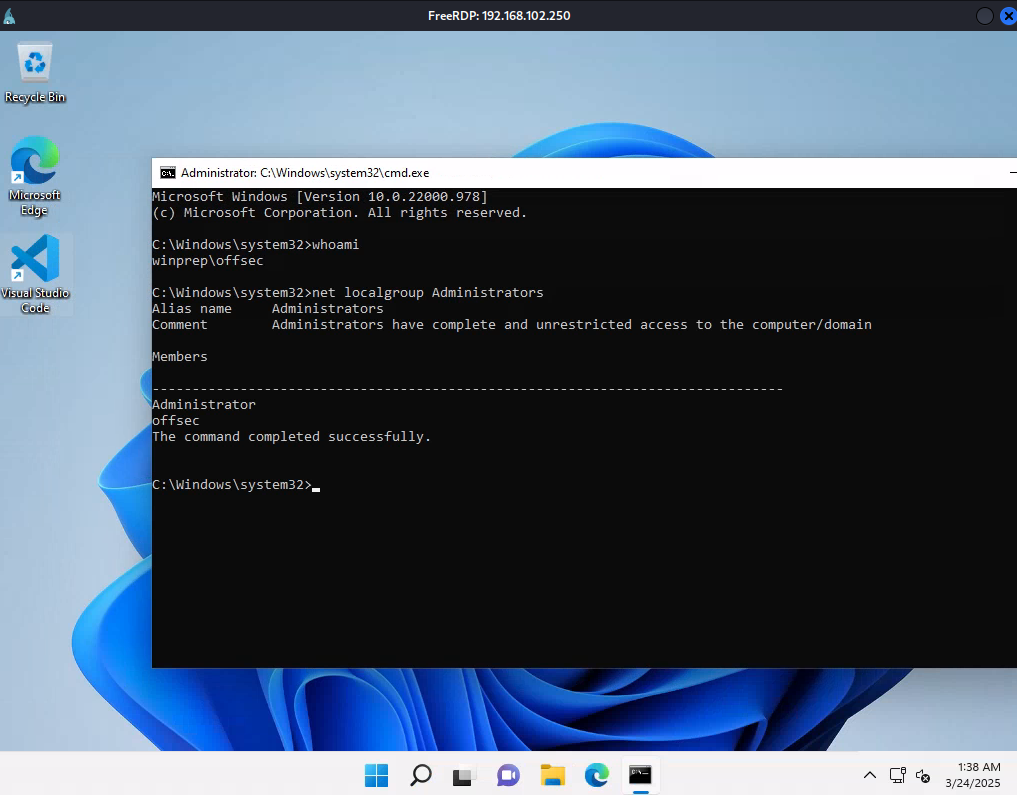 FreeRDP: 192.168.102.250
Recycle Bin
Microsoft
Edge
Visual Studio
Code
Administrator: C:\Windows\system32\cmd.exe
Microsoft Windows [Version 10.0.22000.978]
(c) Microsoft Corporation. All rights reserved.
C:\Windows\system32>whoami
winprep\offsec
C:\Windows\system32>net localgroup Administrators
Alias name     Administrators
Comment        Administrators have complete and unrestricted access to the computer/domain
Members
-------------------------------------------------------------------------------
Administrator
offsec
The command completed successfully.
C:\Windows\system32>
1:38 AM
3/24/2025